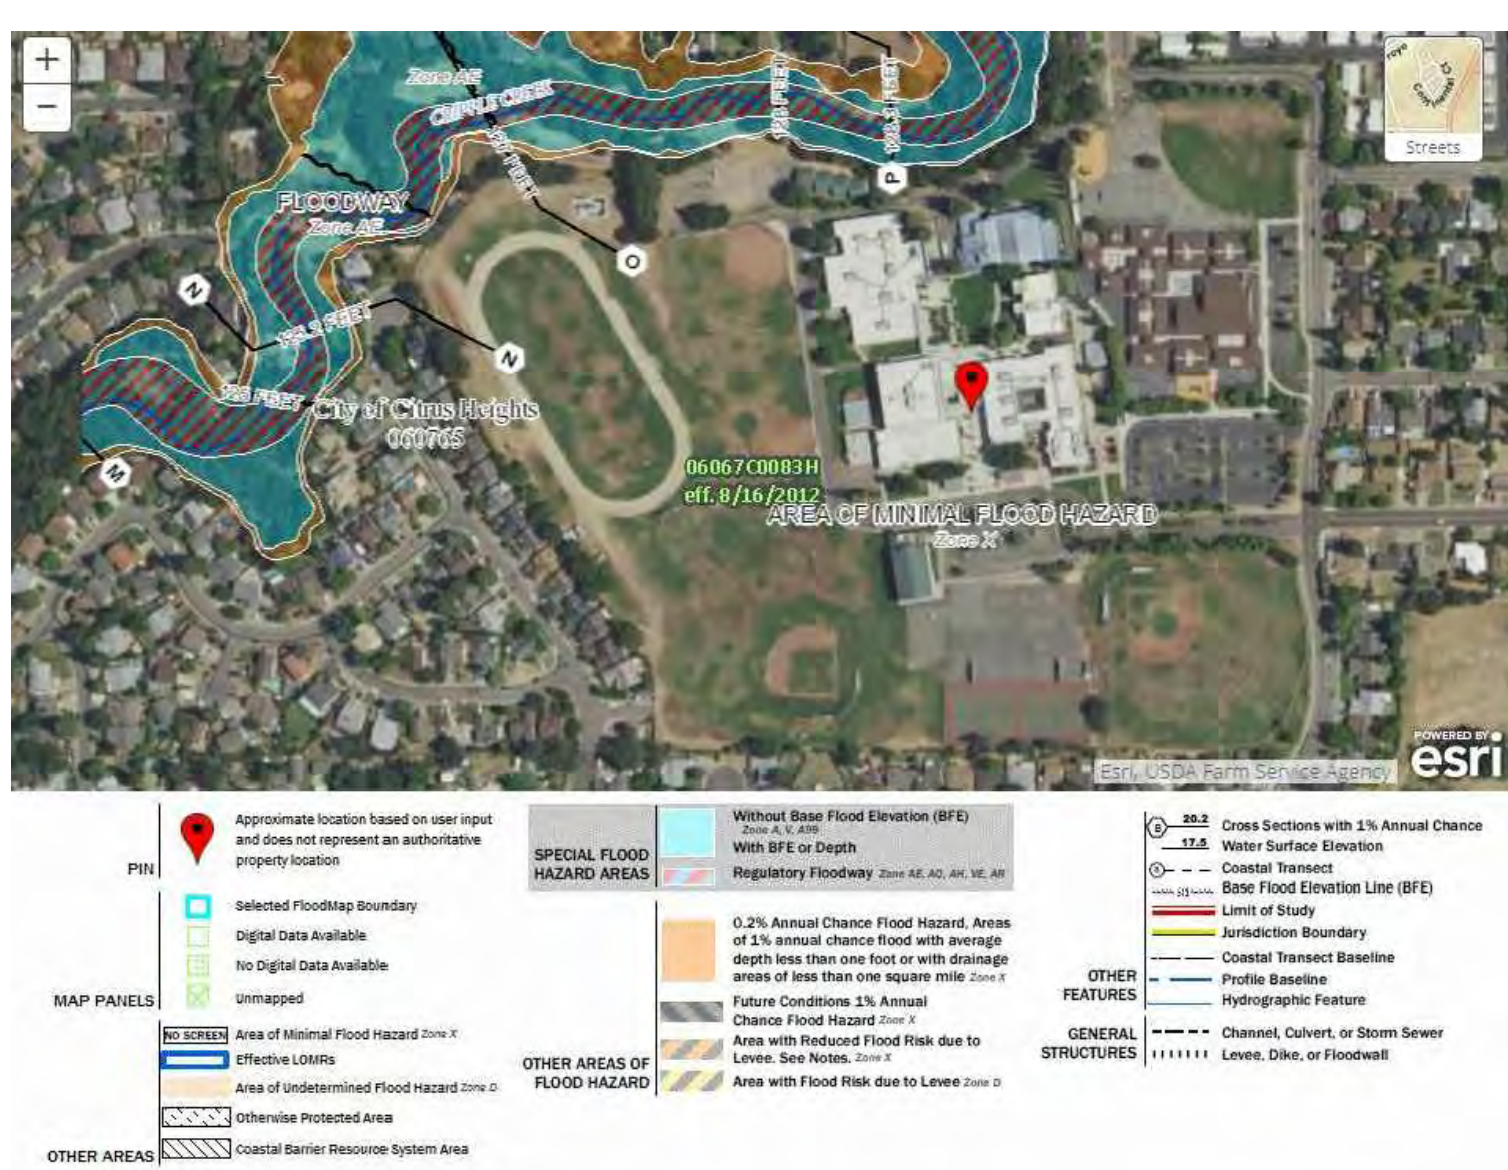 +
−
Zone AE
CRIPPLE CREEK
127 FEET
128 FEET
128.3 FEET
P
royo
Continental Ct
Streets
FLOODWAY
Zone AE
O
N
N
126 FEET
City of Citrus Heights
060765
M
06067C0083H
eff. 8/16/2012
AREA OF MINIMAL FLOOD HAZARD
Zone X
POWERED BY
esri
Esri, USDA Farm Service Agency
PIN
Approximate location based on user input
and does not represent an authoritative
property location
MAP PANELS
Selected FloodMap Boundary
Digital Data Available
No Digital Data Available
Unmapped
OTHER AREAS
NO SCREEN Area of Minimal Flood Hazard Zone X
Effective LOMRs
Area of Undetermined Flood Hazard Zone D
Otherwise Protected Area
Coastal Barrier Resource System Area
SPECIAL FLOOD
HAZARD AREAS
Without Base Flood Elevation (BFE)
Zone A, V, A99
With BFE or Depth
Regulatory Floodway Zone AE, AO, AH, VE, AR
OTHER AREAS OF
FLOOD HAZARD
0.2% Annual Chance Flood Hazard, Areas
of 1% annual chance flood with average
depth less than one foot or with drainage
areas of less than one square mile Zone X
Future Conditions 1% Annual
Chance Flood Hazard Zone X
Area with Reduced Flood Risk due to
Levee. See Notes. Zone X
Area with Flood Risk due to Levee Zone D
OTHER
FEATURES
B 20.2 Cross Sections with 1% Annual Chance
17.5 Water Surface Elevation
8 Coastal Transect
513 Base Flood Elevation Line (BFE)
Limit of Study
Jurisdiction Boundary
Coastal Transect Baseline
Profile Baseline
Hydrographic Feature
GENERAL
STRUCTURES
Channel, Culvert, or Storm Sewer
Levee, Dike, or Floodwall